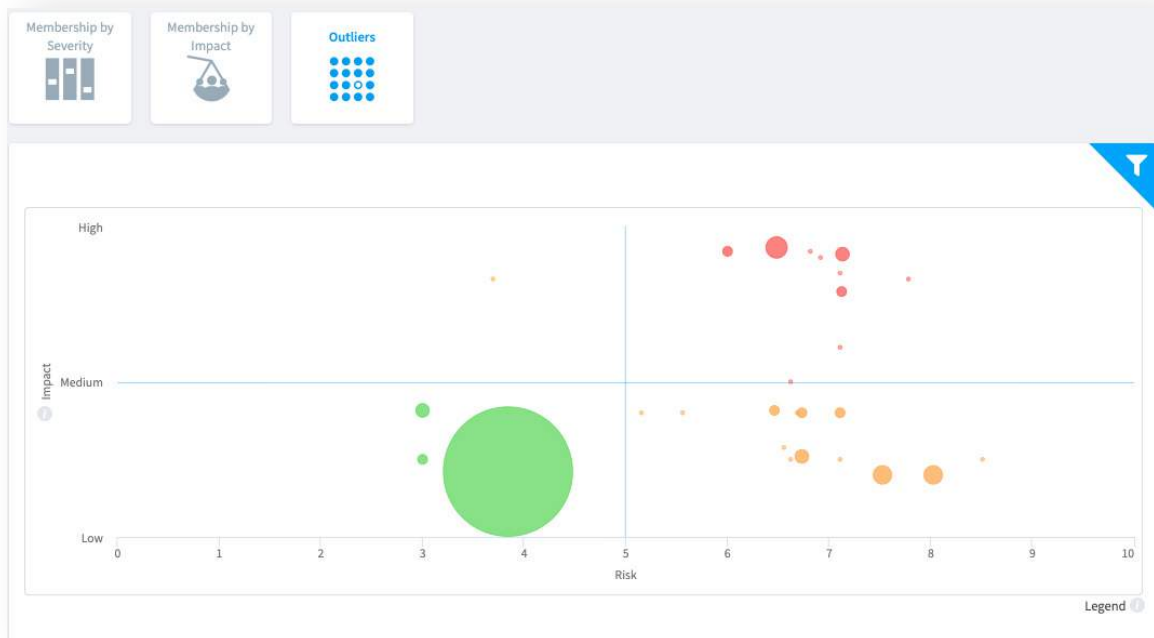 Membership by
Severity
Membership by
Impact
Outliers
High
Impact
Medium
Low
0 1 2 3 4 5 6 7 8 9 10
Risk
Legend